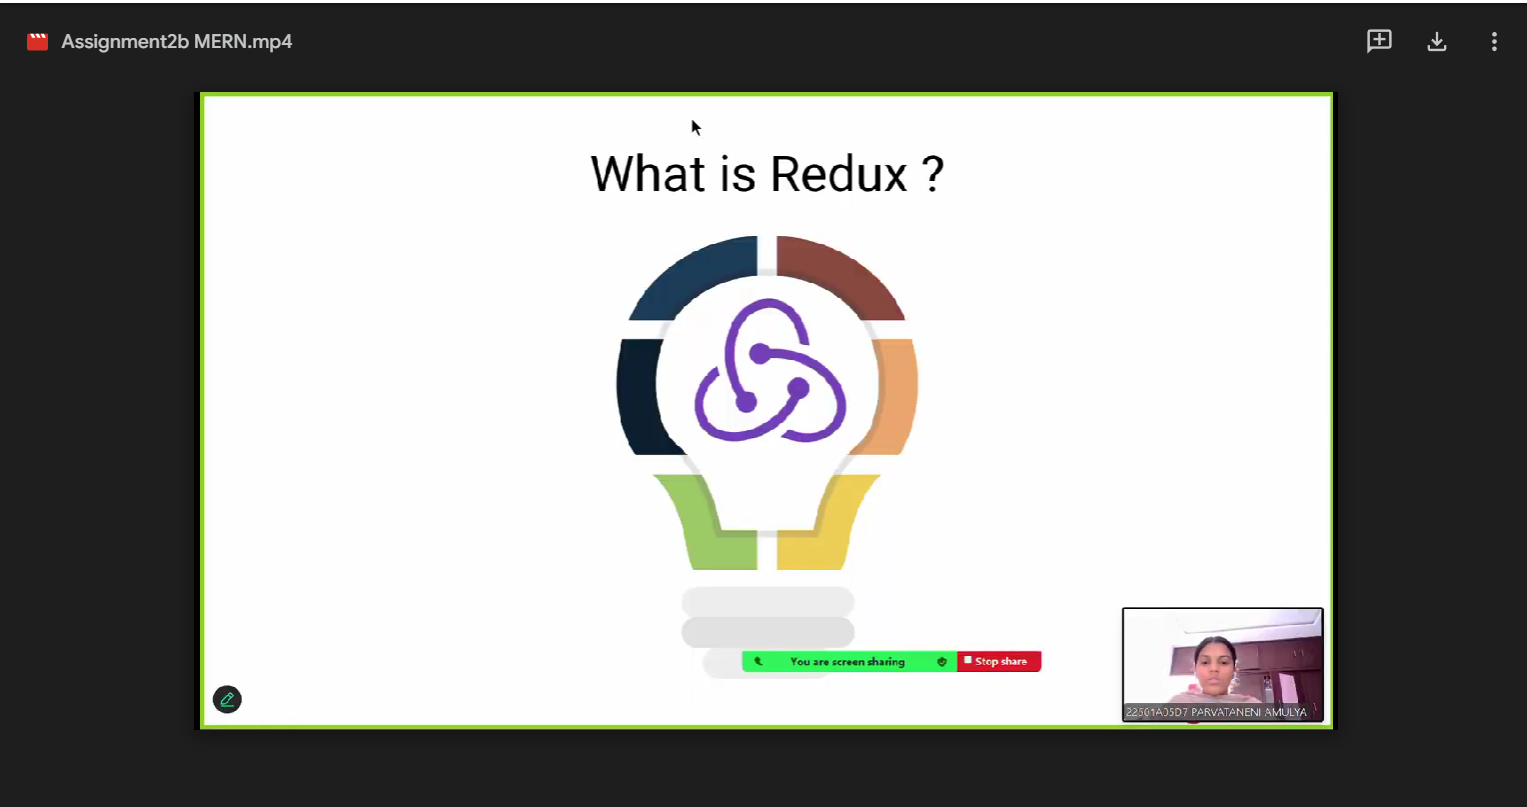 Assignment2b MERN.mp4
What is Redux ?
You are screen sharing
Stop share
22501A05D7 PARVATANENI AMULYA